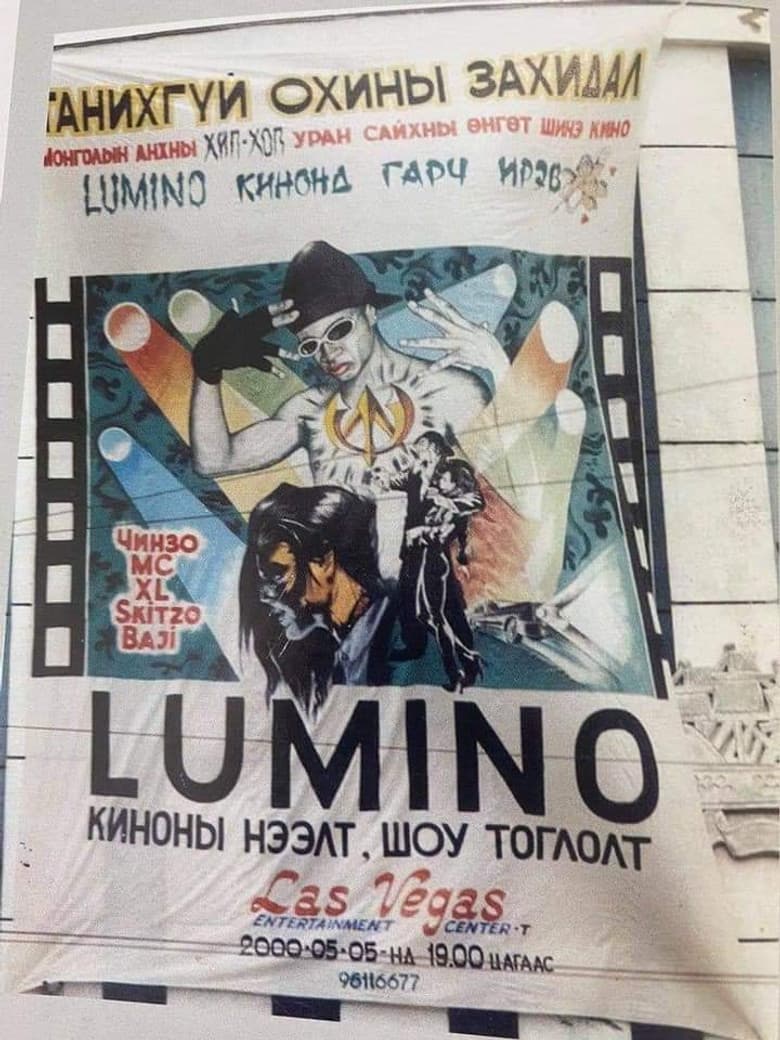 ТАНИХГҮЙ ОХИНЫ ЗАХИДАЛ
МОНГОЛЫН АНХНЫ ХИП-ХОП УРАН САЙХНЫ ӨНГӨТ ШИНЭ КИНО
LUMINO КИНОНД ГАРЧ ИРЭВ
ЧИНЗО
MC
XL
SKITZO
BAJI
LUMINO
КИНОНЫ НЭЭЛТ, ШОУ ТОГЛОЛТ
Las Vegas
ENTERTAINMENT CENTER-Т
2000-05-05-НД 19.00 ЦАГААС
96116677